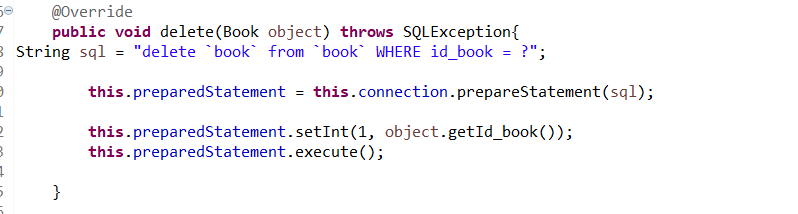 @Override
public void delete(Book object) throws SQLException{
String sql = "delete `book` from `book` WHERE id_book = ?";
this.preparedStatement = this.connection.prepareStatement(sql);
this.preparedStatement.setInt(1, object.getId_book());
this.preparedStatement.execute();
}